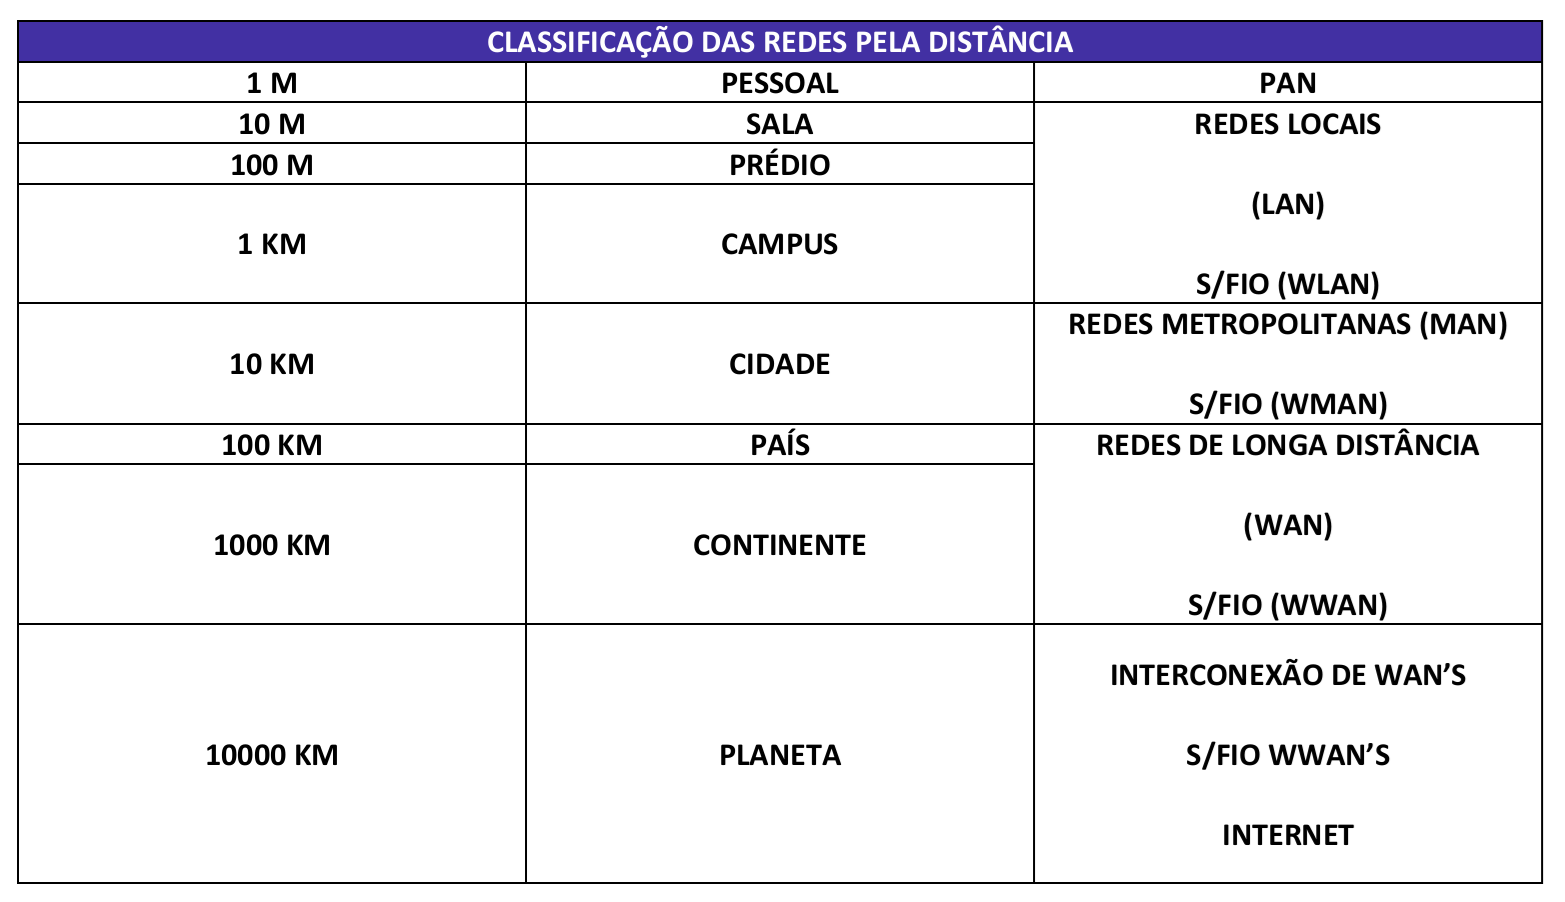 CLASSIFICAÇÃO DAS REDES PELA DISTÂNCIA
1 M PESSOAL PAN
10 M SALA REDES LOCAIS
100 M PRÉDIO
(LAN)
1 KM CAMPUS
S/FIO (WLAN)
REDES METROPOLITANAS (MAN)
10 KM CIDADE
S/FIO (WMAN)
100 KM PAÍS REDES DE LONGA DISTÂNCIA
(WAN)
1000 KM CONTINENTE
S/FIO (WWAN)
INTERCONEXÃO DE WAN’S
10000 KM PLANETA S/FIO WWAN’S
INTERNET